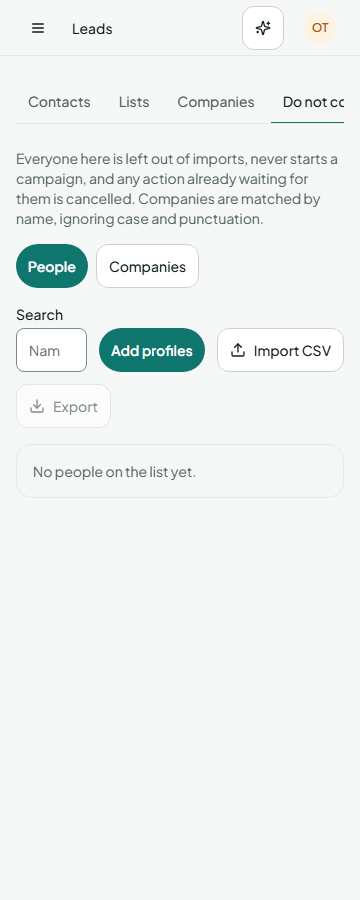 Leads
OT
Contacts Lists Companies Do not co
Everyone here is left out of imports, never starts a
campaign, and any action already waiting for
them is cancelled. Companies are matched by
name, ignoring case and punctuation.
People Companies
Search
Nam Add profiles Import CSV
Export
No people on the list yet.